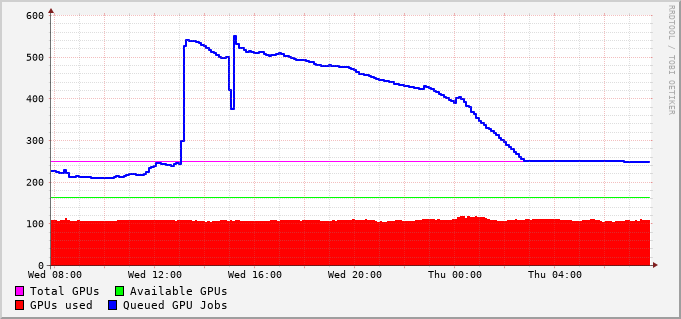 600
500
400
300
200
100
0
Wed 08:00 Wed 12:00 Wed 16:00 Wed 20:00 Thu 00:00 Thu 04:00
Total GPUs Available GPUs
GPUs used Queued GPU Jobs
RRDTOOL / TOBI OETIKER